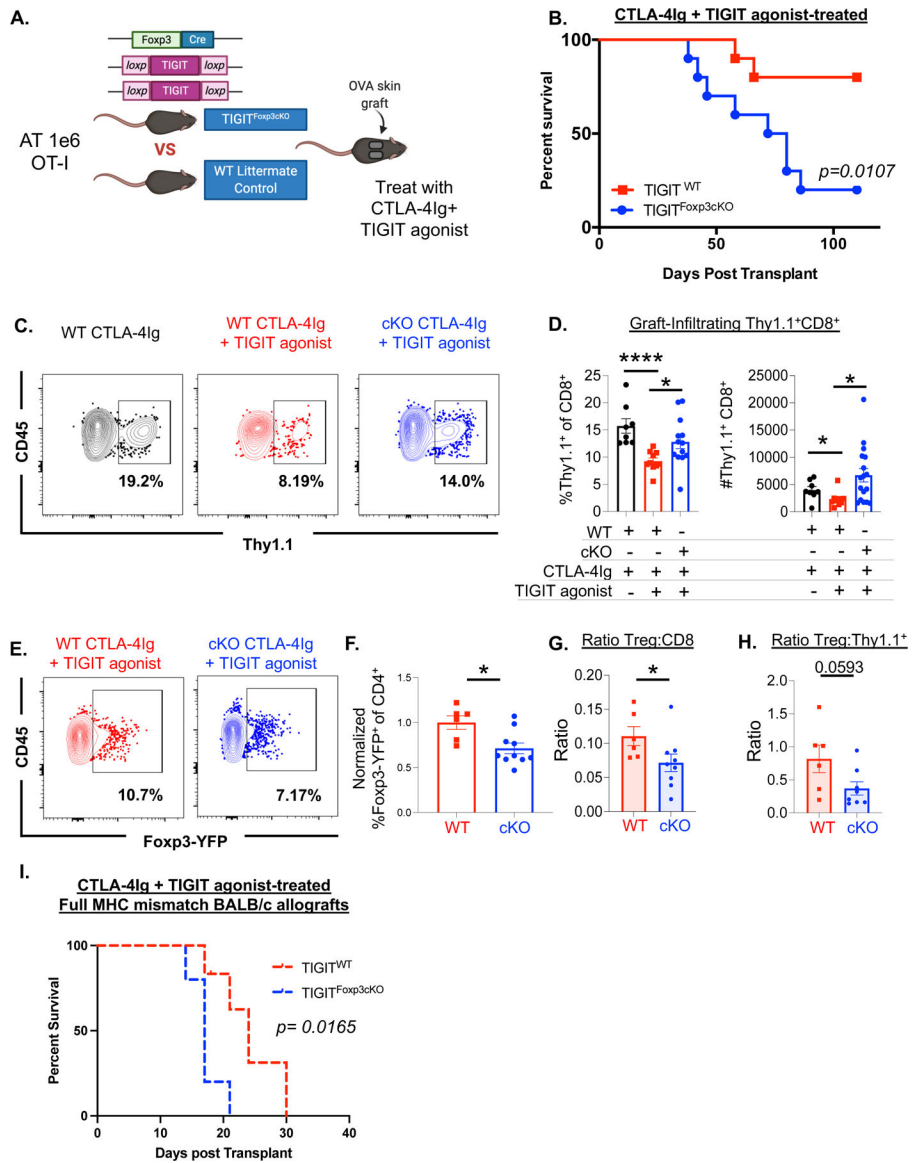 A.
Foxp3 Cre
loxp TIGIT loxp
loxp TIGIT loxp
AT 1e6
OT-I
TIGITFoxp3cKO
VS
WT Littermate
Control
OVA skin
graft
Treat with
CTLA-4Ig+
TIGIT agonist
B.
CTLA-4Ig + TIGIT agonist-treated
Percent survival
100
50
0
0 50 100
Days Post Transplant
TIGIT WT
TIGITFoxp3cKO
p=0.0107
C.
WT CTLA-4Ig
WT CTLA-4Ig
+ TIGIT agonist
cKO CTLA-4Ig
+ TIGIT agonist
CD45
19.2%
8.19%
14.0%
Thy1.1
D.
Graft-Infiltrating Thy1.1+CD8+
%Thy1.1+ of CD8+
25
20
15
10
5
0
****
*
#Thy1.1+ CD8+
25000
20000
15000
10000
5000
0
*
*
WT + + - + + -
cKO - - + - - +
CTLA-4Ig + + + + + +
TIGIT agonist - + + - + +
E.
WT CTLA-4Ig
+ TIGIT agonist
cKO CTLA-4Ig
+ TIGIT agonist
CD45
10.7%
7.17%
Foxp3-YFP
F.
Normalized
%Foxp3-YFP+ of CD4+
1.5
1.0
0.5
0.0
*
WT cKO
G.
Ratio Treg:CD8
Ratio
0.20
0.15
0.10
0.05
0.00
*
WT cKO
H.
Ratio Treg:Thy1.1+
0.0593
Ratio
2.0
1.5
1.0
0.5
0.0
WT cKO
I.
CTLA-4Ig + TIGIT agonist-treated
Full MHC mismatch BALB/c allografts
Percent Survival
100
50
0
0 10 20 30 40
Days post Transplant
TIGITWT
TIGITFoxp3cKO
p= 0.0165